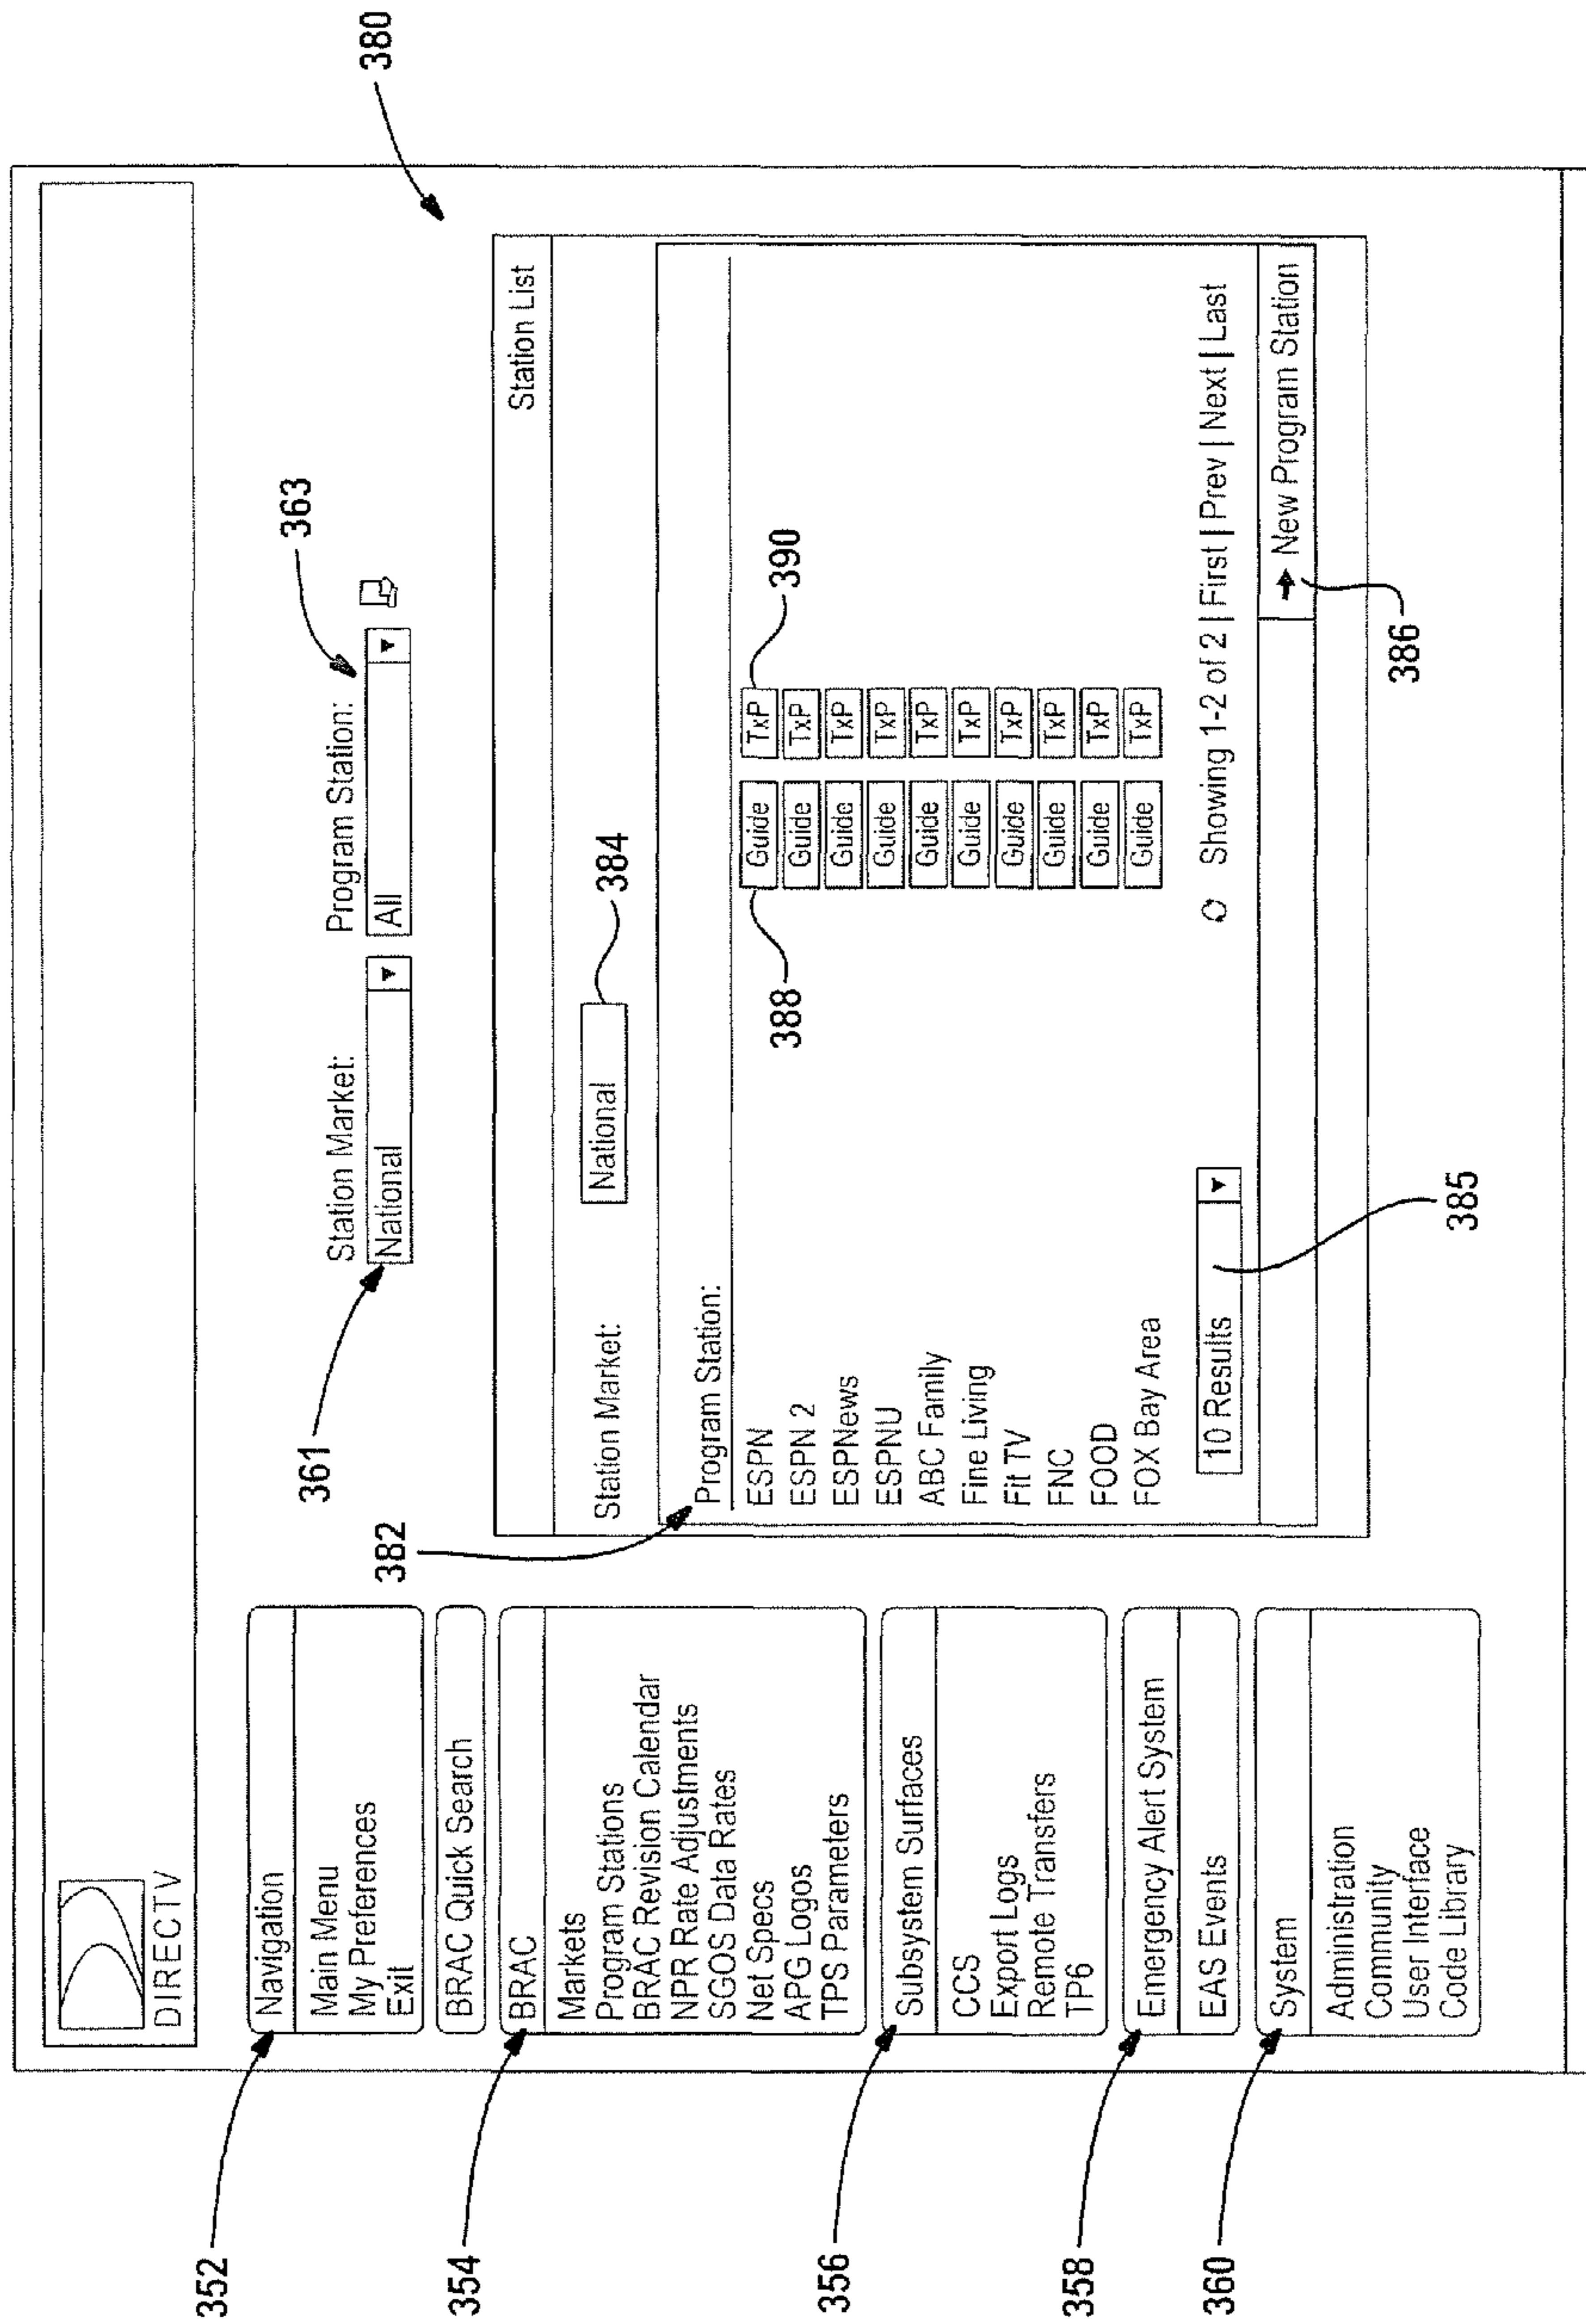 DIRECTV
352
Navigation
Main Menu
My Preferences
Exit
BRAC Quick Search
354
BRAC
Markets
Program Stations
BRAC Revision Calendar
NPR Rate Adjustments
SGOS Data Rates
Net Specs
APG Logos
TPS Parameters
356
Subsystem Surfaces
CCS
Export Logs
Remote Transfers
TP6
358
Emergency Alert System
EAS Events
360
System
Administration
Community
User Interface
Code Library
Station Market: Program Station:
361 National All 363
380
Station List
Station Market: National 384
382
Program Station:
ESPN 388 Guide TxP 390
ESPN 2 Guide TxP
ESPNews Guide TxP
ESPNU Guide TxP
ABC Family Guide TxP
Fine Living Guide TxP
Fit TV Guide TxP
FNC Guide TxP
FOOD Guide TxP
FOX Bay Area Guide TxP
10 Results Showing 1-2 of 2 | First | Prev | Next | Last
New Program Station
385
386